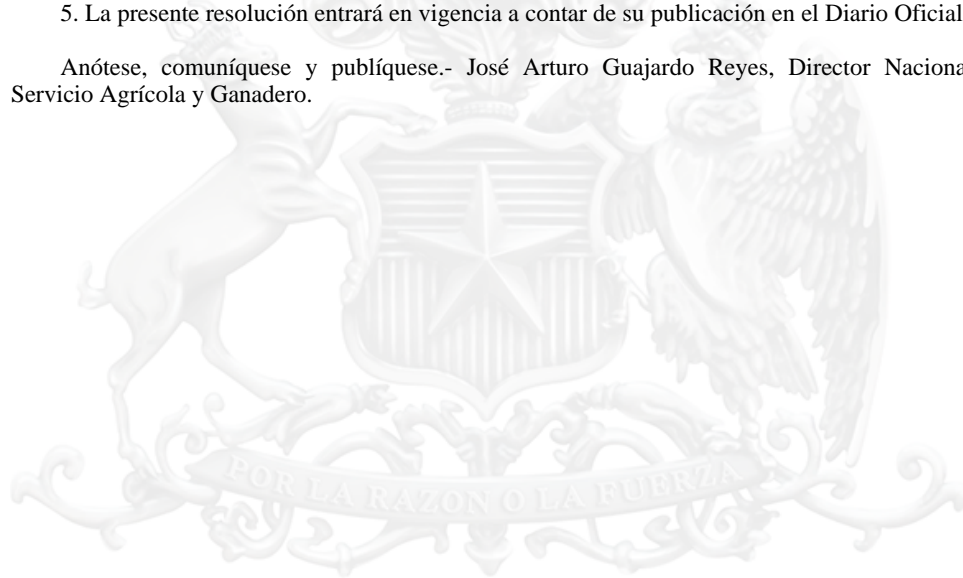 5. La presente resolución entrará en vigencia a contar de su publicación en el Diario Oficial
Anótese, comuníquese y publíquese.- José Arturo Guajardo Reyes, Director Naciona
Servicio Agrícola y Ganadero.
POR LA RAZON O LA FUERZA